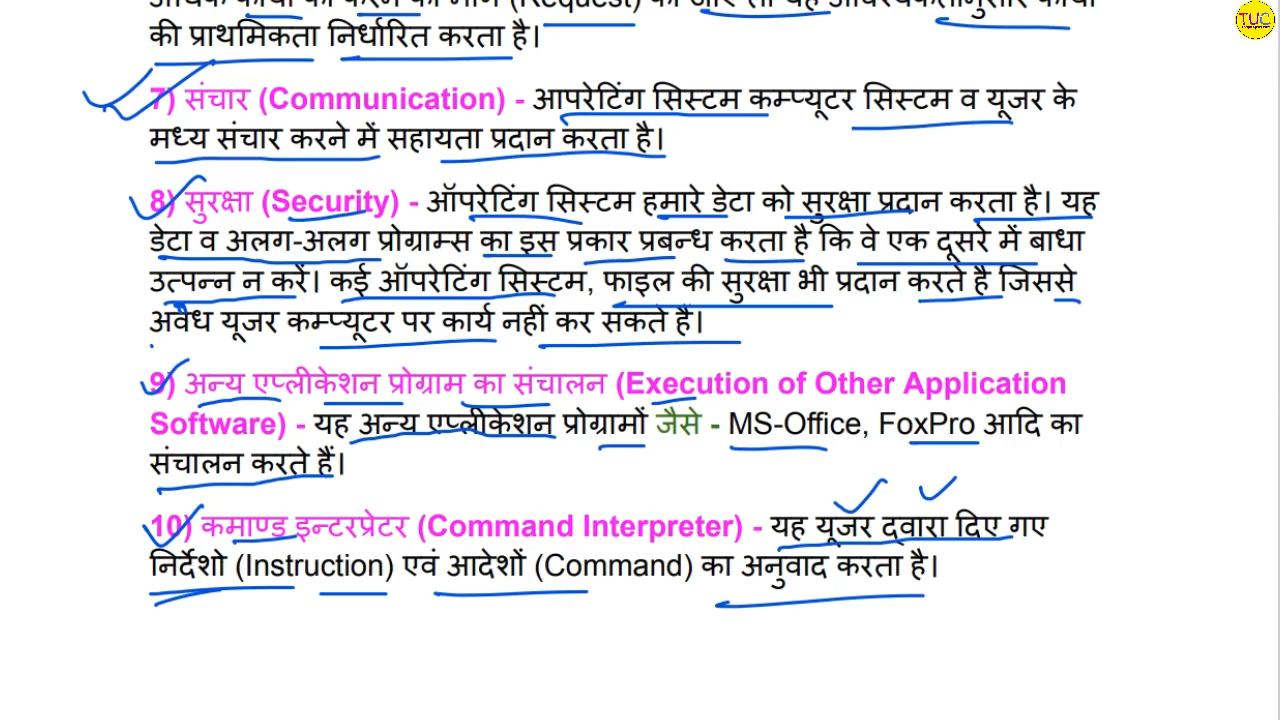 TUC
की प्राथमिकता निर्धारित करता है।
7) संचार (Communication) - आपरेटिंग सिस्टम कम्प्यूटर सिस्टम व यूजर के
मध्य संचार करने में सहायता प्रदान करता है।
8) सुरक्षा (Security) - ऑपरेटिंग सिस्टम हमारे डेटा को सुरक्षा प्रदान करता है। यह
डेटा व अलग-अलग प्रोग्राम्स का इस प्रकार प्रबन्ध करता है कि वे एक दूसरे में बाधा
उत्पन्न न करें। कई ऑपरेटिंग सिस्टम, फाइल की सुरक्षा भी प्रदान करते है जिससे
अवैध यूजर कम्प्यूटर पर कार्य नहीं कर सकते हैं।
9) अन्य एप्लीकेशन प्रोग्राम का संचालन (Execution of Other Application
Software) - यह अन्य एप्लीकेशन प्रोग्रामों जैसे - MS-Office, FoxPro आदि का
संचालन करते हैं।
10) कमाण्ड इन्टरप्रेटर (Command Interpreter) - यह यूजर द्वारा दिए गए
निर्देशो (Instruction) एवं आदेशों (Command) का अनुवाद करता है।